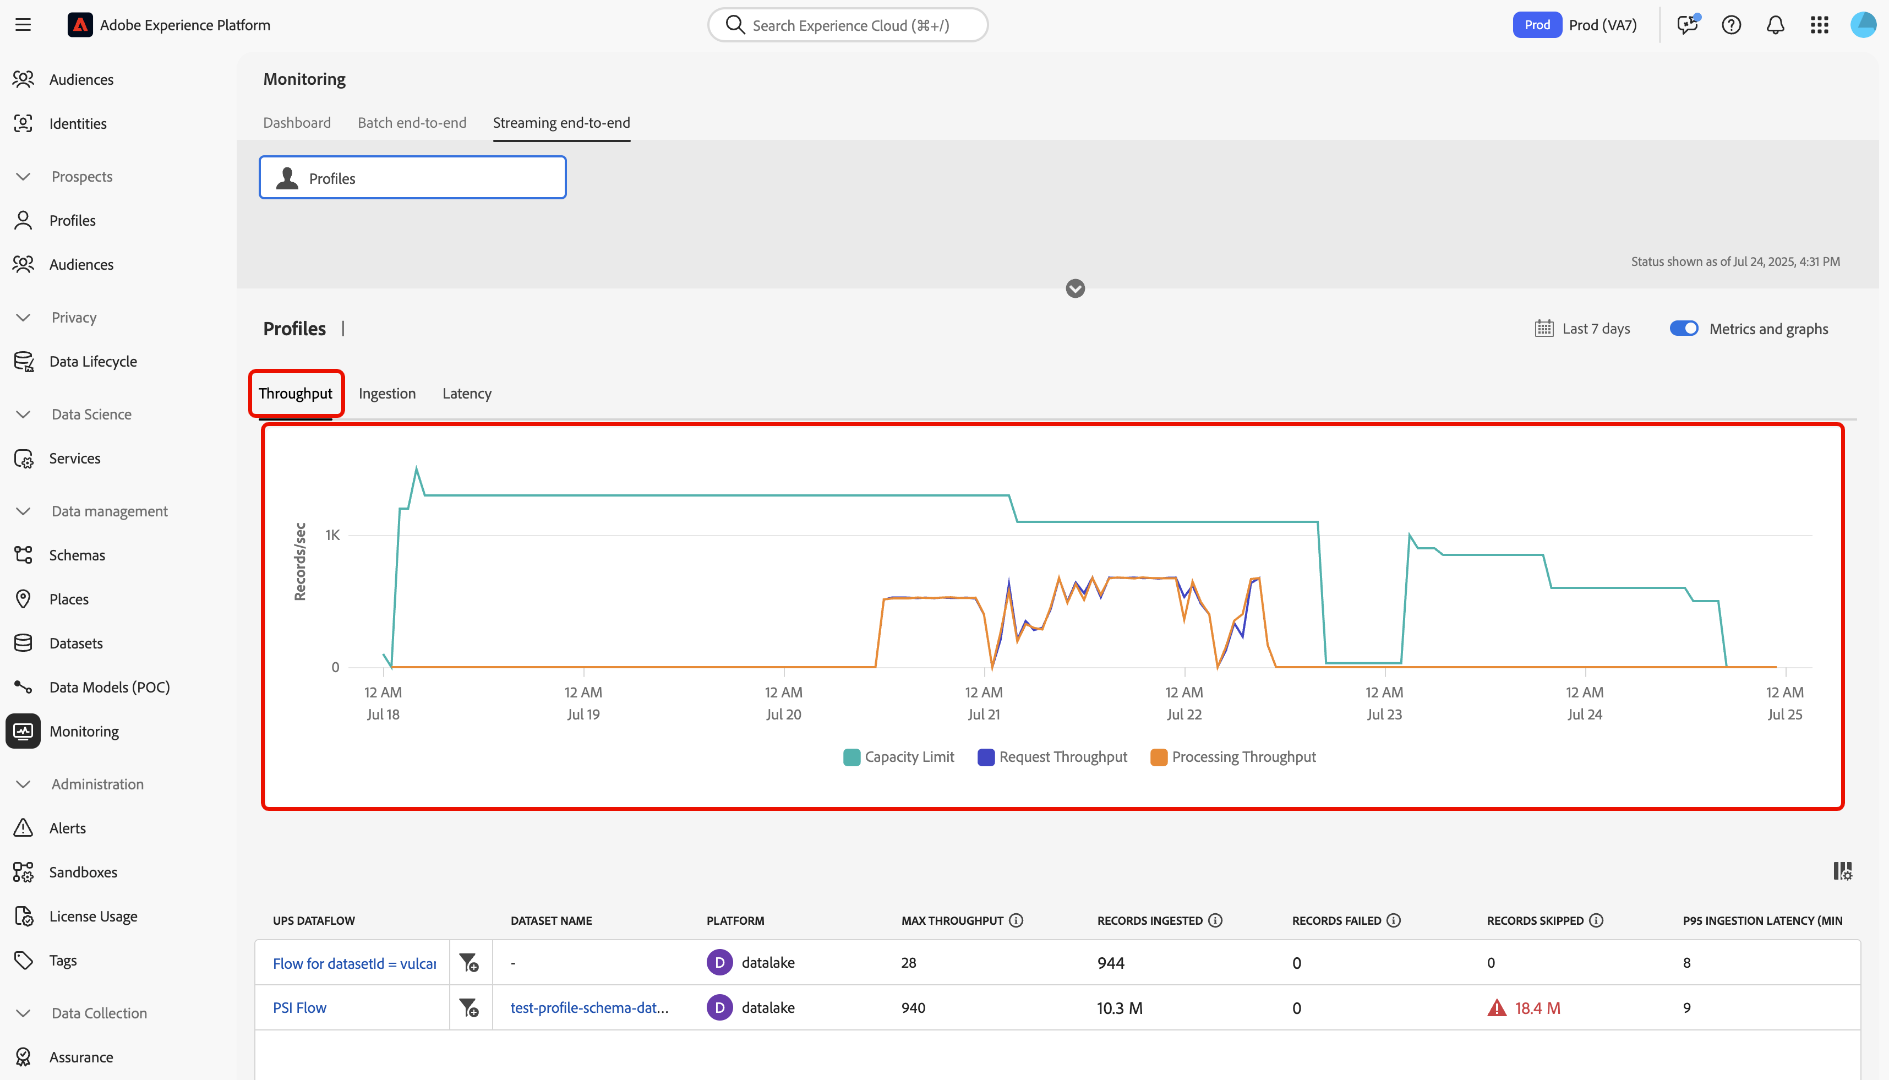 Adobe Experience Platform
Search Experience Cloud (⌘+/)
Prod
Prod (VA7)
Audiences
Identities
Prospects
Profiles
Audiences
Privacy
Data Lifecycle
Data Science
Services
Data management
Schemas
Places
Datasets
Data Models (POC)
Monitoring
Administration
Alerts
Sandboxes
License Usage
Tags
Data Collection
Assurance
Monitoring
Dashboard Batch end-to-end Streaming end-to-end
Profiles
Status shown as of Jul 24, 2025, 4:31 PM
Profiles |
Last 7 days
Metrics and graphs
Throughput Ingestion Latency
Records/sec
1K
0
12 AM 12 AM 12 AM 12 AM 12 AM 12 AM 12 AM 12 AM
Jul 18 Jul 19 Jul 20 Jul 21 Jul 22 Jul 23 Jul 24 Jul 25
Capacity Limit Request Throughput Processing Throughput
UPS DATAFLOW DATASET NAME PLATFORM MAX THROUGHPUT RECORDS INGESTED RECORDS FAILED RECORDS SKIPPED P95 INGESTION LATENCY (MIN
Flow for datasetId = vulcar - D datalake 28 944 0 0 8
PSI Flow test-profile-schema-dat... D datalake 940 10.3 M 0 18.4 M 9